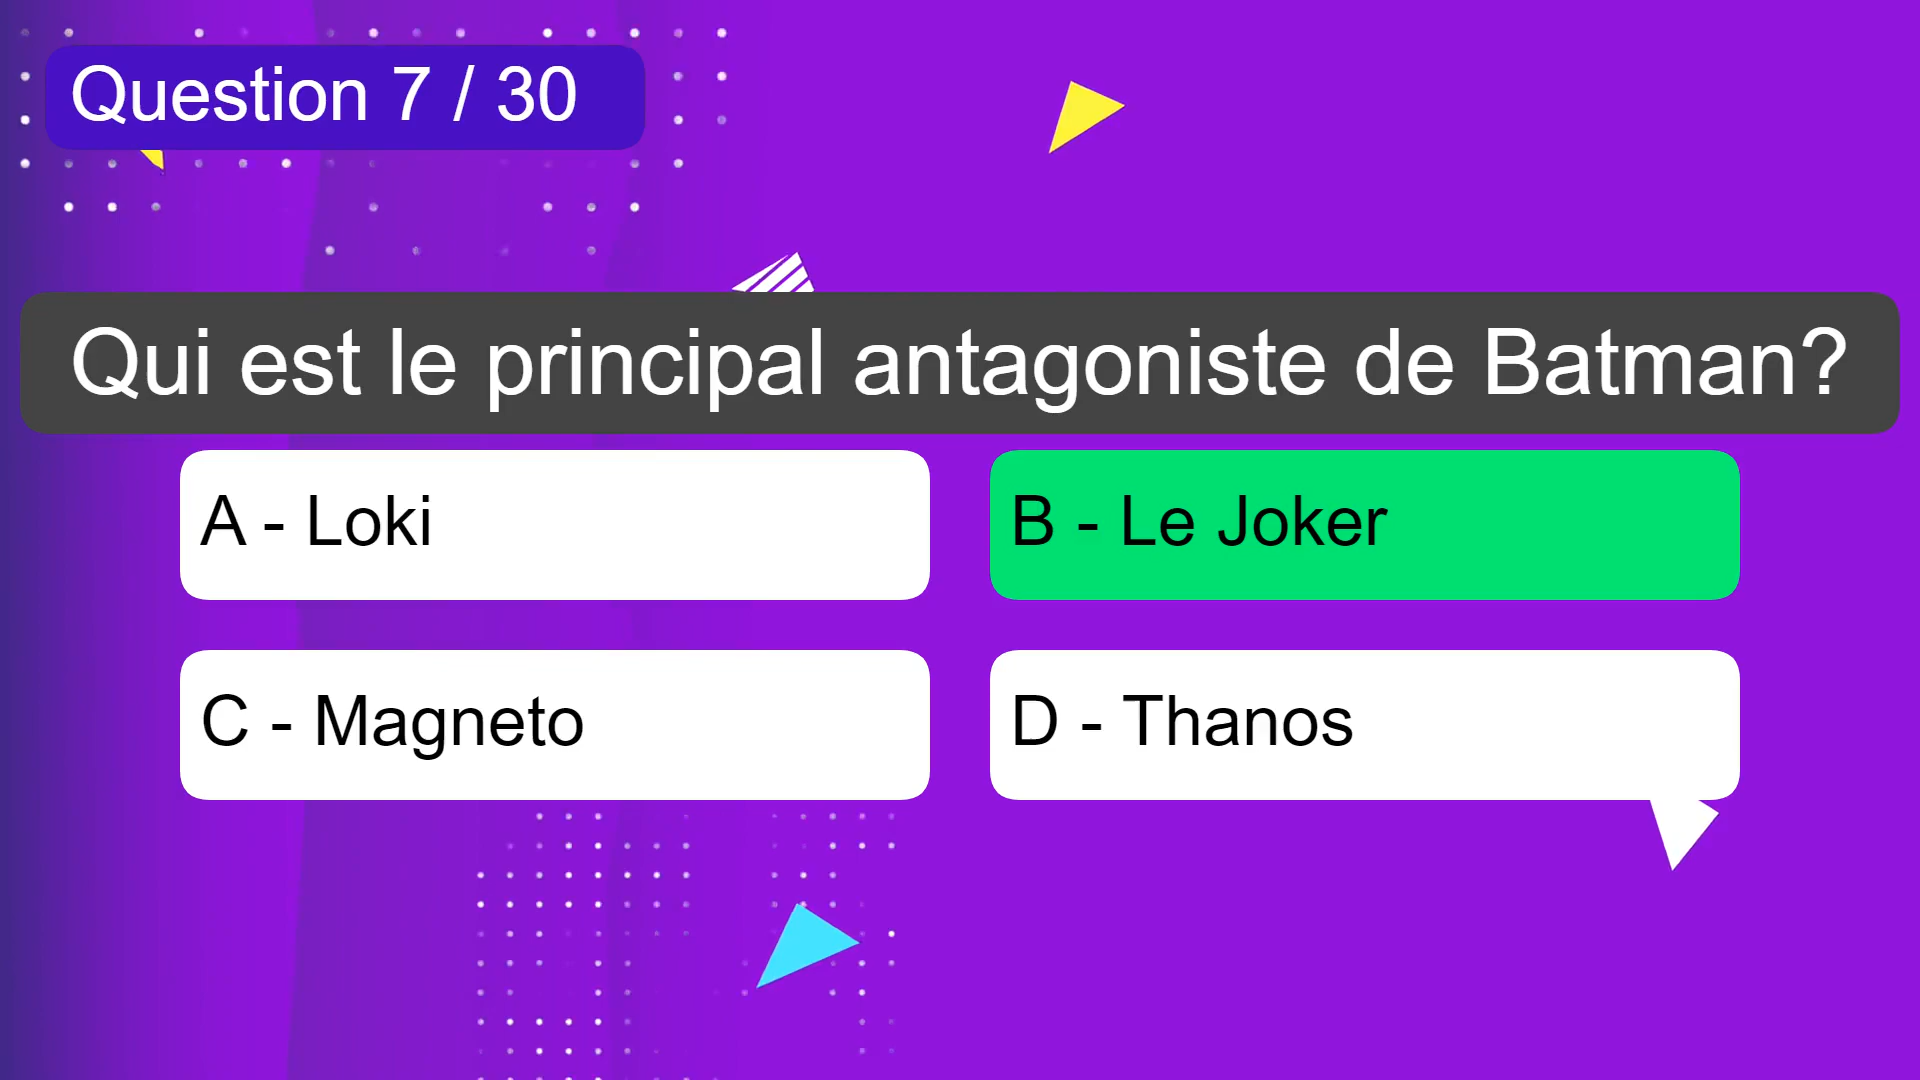 Question 7 / 30
Qui est le principal antagoniste de Batman?
A - Loki
B - Le Joker
C - Magneto
D - Thanos